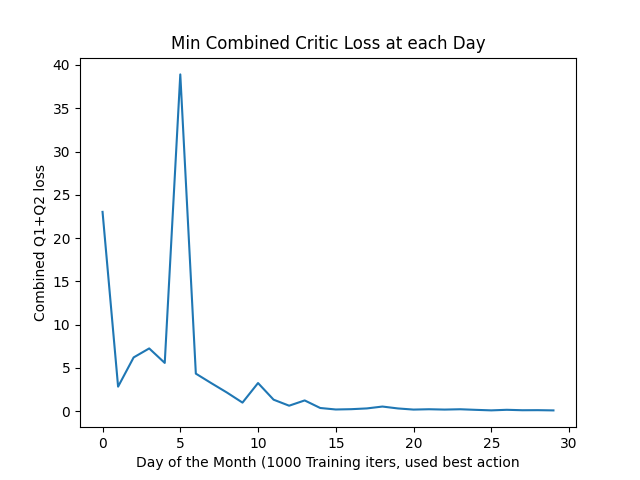 Min Combined Critic Loss at each Day
Combined Q1+Q2 loss
40
35
30
25
20
15
10
5
0
0 5 10 15 20 25 30
Day of the Month (1000 Training iters, used best action